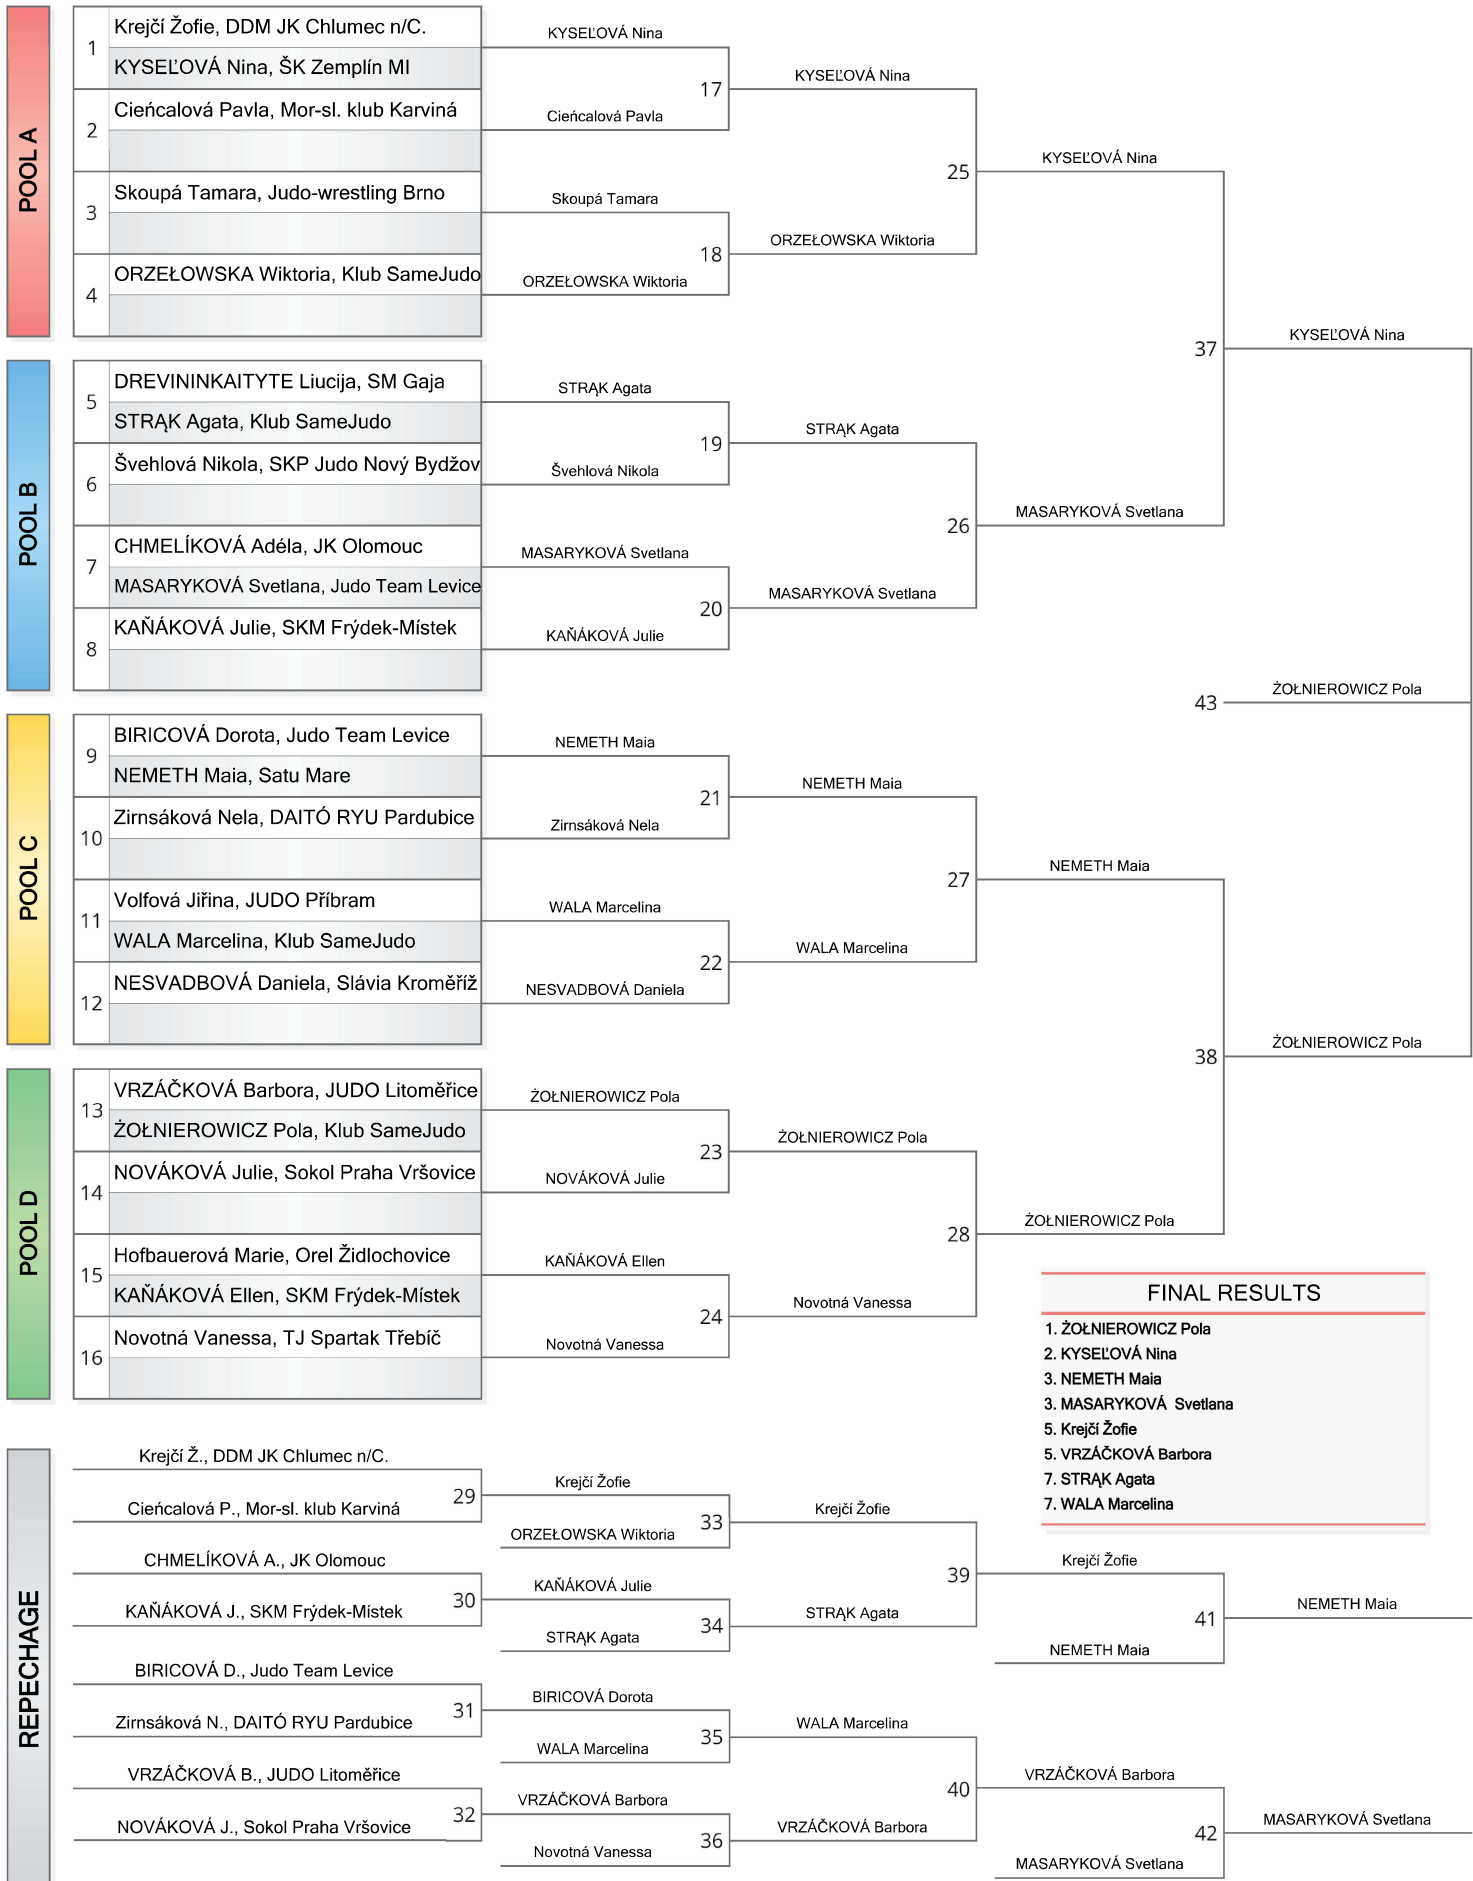 POOL A
1
Krejčí Žofie, DDM JK Chlumec n/C.
KYSEĽOVÁ Nina, ŠK Zemplín MI
2
Cieńcalová Pavla, Mor-sl. klub Karviná
3
Skoupá Tamara, Judo-wrestling Brno
4
ORZEŁOWSKA Wiktoria, Klub SameJudo
KYSEĽOVÁ Nina
17
Cieńcalová Pavla
Skoupá Tamara
18
ORZEŁOWSKA Wiktoria
KYSEĽOVÁ Nina
25
ORZEŁOWSKA Wiktoria
KYSEĽOVÁ Nina
POOL B
5
DREVININKAITYTE Liucija, SM Gaja
STRĄK Agata, Klub SameJudo
6
Švehlová Nikola, SKP Judo Nový Bydžov
7
CHMELÍKOVÁ Adéla, JK Olomouc
MASARYKOVÁ Svetlana, Judo Team Levice
8
KAŇÁKOVÁ Julie, SKM Frýdek-Místek
STRĄK Agata
19
Švehlová Nikola
MASARYKOVÁ Svetlana
20
KAŇÁKOVÁ Julie
STRĄK Agata
26
MASARYKOVÁ Svetlana
MASARYKOVÁ Svetlana
37
KYSEĽOVÁ Nina
43
ŻOŁNIEROWICZ Pola
POOL C
9
BIRICOVÁ Dorota, Judo Team Levice
NEMETH Maia, Satu Mare
10
Zirnsáková Nela, DAITÓ RYU Pardubice
11
Volfová Jiřina, JUDO Příbram
WALA Marcelina, Klub SameJudo
12
NESVADBOVÁ Daniela, Slávia Kroměříž
NEMETH Maia
21
Zirnsáková Nela
WALA Marcelina
22
NESVADBOVÁ Daniela
NEMETH Maia
27
WALA Marcelina
NEMETH Maia
38
ŻOŁNIEROWICZ Pola
POOL D
13
VRZÁČKOVÁ Barbora, JUDO Litoměřice
ŻOŁNIEROWICZ Pola, Klub SameJudo
14
NOVÁKOVÁ Julie, Sokol Praha Vršovice
15
Hofbauerová Marie, Orel Židlochovice
KAŇÁKOVÁ Ellen, SKM Frýdek-Místek
16
Novotná Vanessa, TJ Spartak Třebíč
ŻOŁNIEROWICZ Pola
23
NOVÁKOVÁ Julie
KAŇÁKOVÁ Ellen
24
Novotná Vanessa
ŻOŁNIEROWICZ Pola
28
Novotná Vanessa
ŻOŁNIEROWICZ Pola
FINAL RESULTS
1. ŻOŁNIEROWICZ Pola
2. KYSEĽOVÁ Nina
3. NEMETH Maia
3. MASARYKOVÁ Svetlana
5. Krejčí Žofie
5. VRZÁČKOVÁ Barbora
7. STRĄK Agata
7. WALA Marcelina
REPECHAGE
Krejčí Ž., DDM JK Chlumec n/C.
29
Cieńcalová P., Mor-sl. klub Karviná
CHMELÍKOVÁ A., JK Olomouc
30
KAŇÁKOVÁ J., SKM Frýdek-Místek
BIRICOVÁ D., Judo Team Levice
31
Zirnsáková N., DAITÓ RYU Pardubice
VRZÁČKOVÁ B., JUDO Litoměřice
32
NOVÁKOVÁ J., Sokol Praha Vršovice
Krejčí Žofie
33
ORZEŁOWSKA Wiktoria
KAŇÁKOVÁ Julie
34
STRĄK Agata
BIRICOVÁ Dorota
35
WALA Marcelina
VRZÁČKOVÁ Barbora
36
Novotná Vanessa
Krejčí Žofie
39
STRĄK Agata
WALA Marcelina
40
VRZÁČKOVÁ Barbora
Krejčí Žofie
41
NEMETH Maia
VRZÁČKOVÁ Barbora
42
MASARYKOVÁ Svetlana
NEMETH Maia
MASARYKOVÁ Svetlana